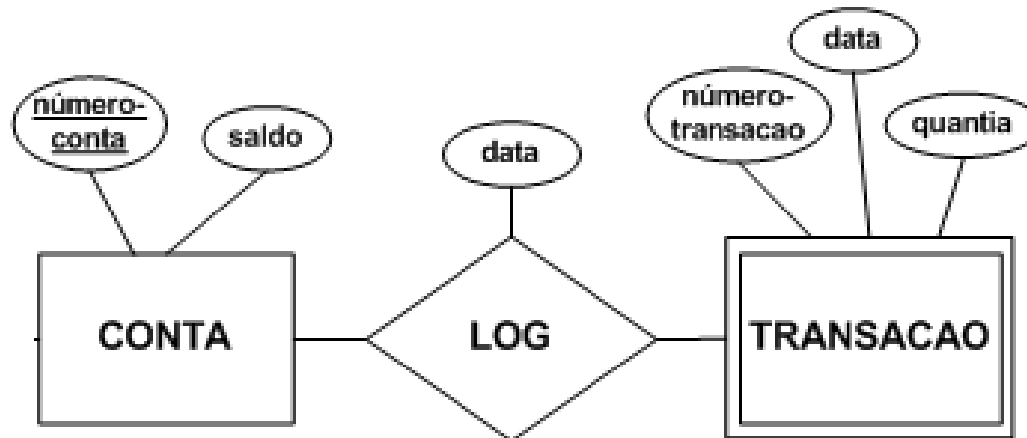 data
número-
conta
saldo
data
número-
transacao
quantia
CONTA
LOG
TRANSACAO